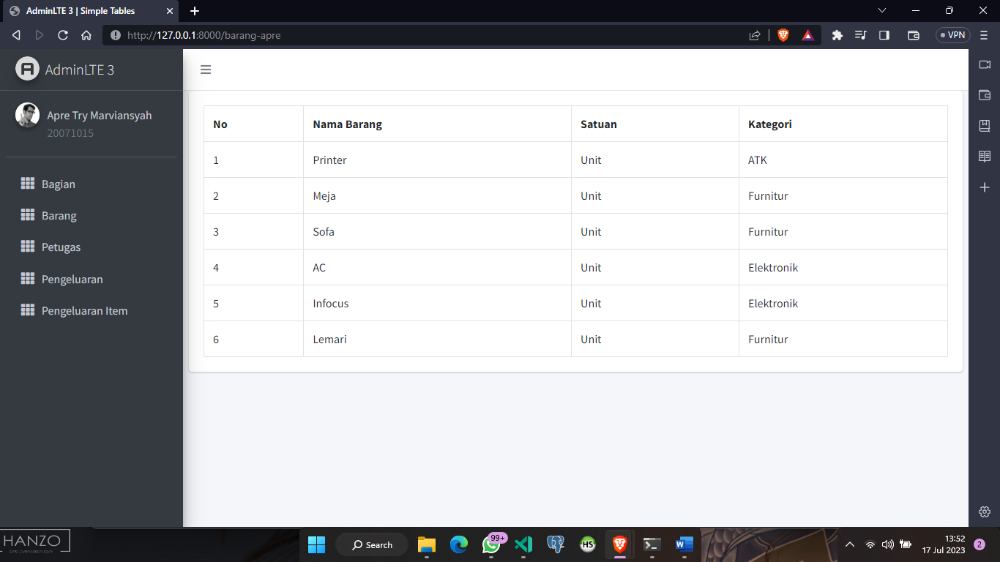 AdminLTE 3 | Simple Tables
http://127.0.0.1:8000/barang-apre
VPN
AdminLTE 3
Apre Try Marviansyah
20071015
Bagian
Barang
Petugas
Pengeluaran
Pengeluaran Item
No Nama Barang Satuan Kategori
1 Printer Unit ATK
2 Meja Unit Furnitur
3 Sofa Unit Furnitur
4 AC Unit Elektronik
5 Infocus Unit Elektronik
6 Lemari Unit Furnitur
HANZO
best overwatch style
Search
99+
HS
W
13:52
17 Jul 2023
2